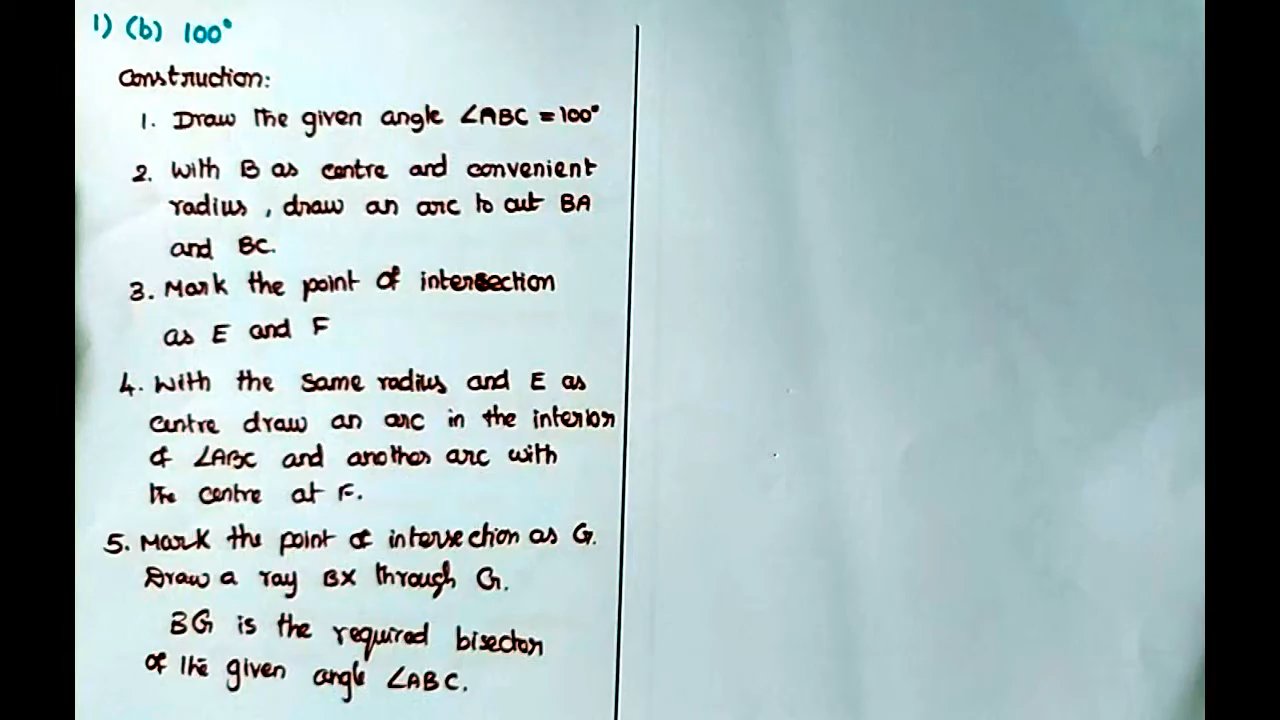 1) (b) 100°
Construction:
1. Draw the given angle ∠ABC = 100°
2. With B as centre and convenient
radius, draw an arc to cut BA
and BC.
3. Mark the point of intersection
as E and F
4. With the same radius and E as
centre draw an arc in the interior
of ∠ABC and another arc with
the centre at F.
5. Mark the point of intersection as G.
Draw a ray BX through G.
BG is the required bisector
of the given angle ∠ABC.